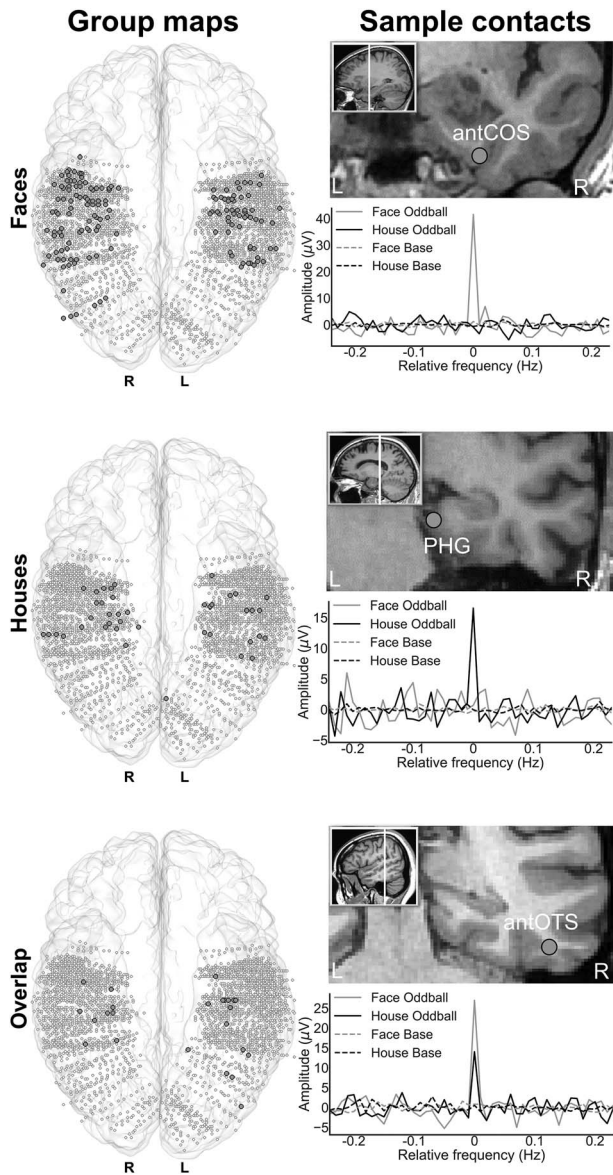 Group maps
Sample contacts
Faces
R
L
antCOS
L
R
Face Oddball
House Oddball
Face Base
House Base
Amplitude (µV)
40
30
20
10
0
-0.2
-0.1
0
0.1
0.2
Relative frequency (Hz)
Houses
R
L
PHG
L
R
Face Oddball
House Oddball
Face Base
House Base
Amplitude (µV)
15
10
5
0
−5
-0.2
-0.1
0
0.1
0.2
Relative frequency (Hz)
Overlap
R
L
antOTS
L
R
Face Oddball
House Oddball
Face Base
House Base
Amplitude (µV)
25
20
15
10
5
0
−5
-0.2
-0.1
0
0.1
0.2
Relative frequency (Hz)